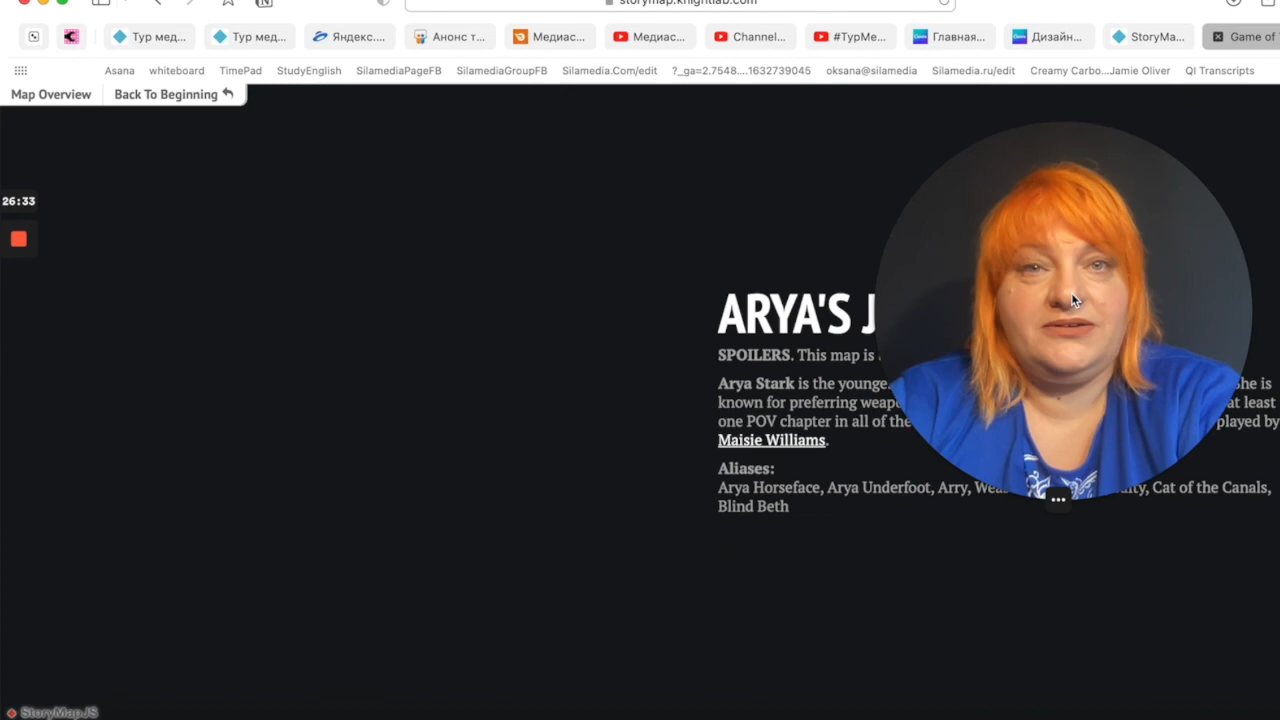 storymap.knightlab.com
Тур мед...
Тур мед...
Яндекс....
Анонс т...
Медиас...
Медиас...
Channel...
#ТурМе...
Главная...
Дизайн...
StoryMa...
Game of
Asana
whiteboard
TimePad
StudyEnglish
SilamediaPageFB
SilamediaGroupFB
Silamedia.Com/edit
?_ga=2.7548....1632739045
oksana@silamedia
Silamedia.ru/edit
Creamy Carbo...Jamie Oliver
QI Transcripts
Map Overview
Back To Beginning
26:33
ARYA'S J
SPOILERS. This map is
Arya Stark is the younge. he is
known for preferring weap at least
one POV chapter in all of the played by
Maisie Williams.
Aliases:
Arya Horseface, Arya Underfoot, Arry, Cat of the Canals,
Blind Beth
StoryMapJS